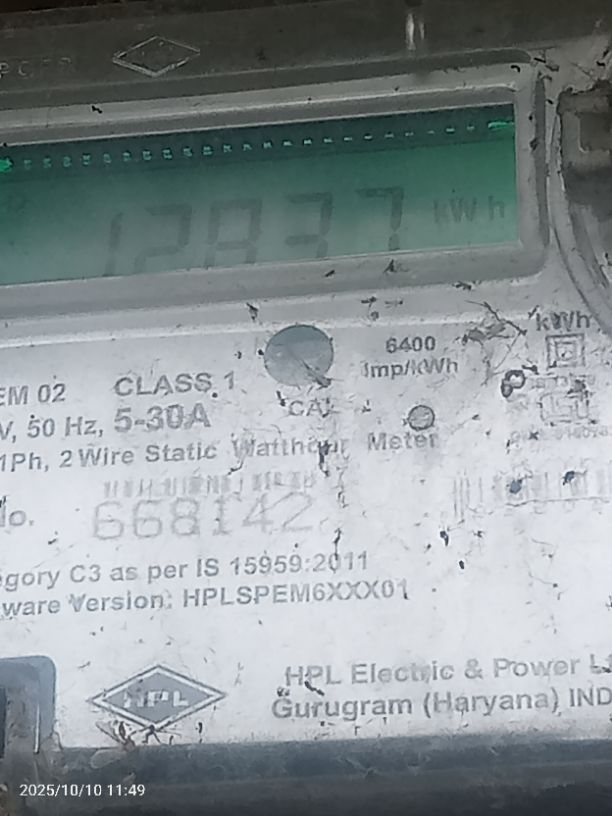 12837 kWh
kWh
6400
Imp/kWh
EM 02 CLASS 1
CAL
V, 50 Hz, 5-30A
1Ph, 2 Wire Static Watthour Meter
No.
668142
gory C3 as per IS 15959:2011
ware Version: HPLSPEM6XXX01
HPL
HPL Electric & Power L
Gurugram (Haryana) IND
2025/10/10 11:49